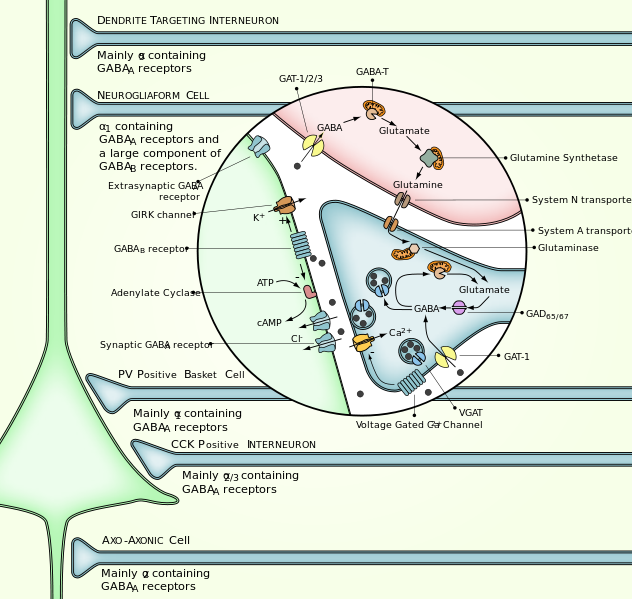 DENDRITE TARGETING INTERNEURON
Mainly α containing
GABAA receptors
NEUROGLIAFORM CELL
α1 containing
GABAA receptors and
a large component of
GABAB receptors.
GAT-1/2/3
GABA-T
GABA
Glutamate
Glutamine Synthetase
Glutamine
Extrasynaptic GABA
receptor
System N transporte
GIRK channel
K+
+
System A transporte
GABAB receptor
Glutaminase
-
ATP
Adenylate Cyclase
Glutamate
GABA
GAD65/67
cAMP
Cl-
Ca2+
Synaptic GABAA receptor
-
GAT-1
PV Positive Basket Cell
Mainly α1 containing
GABAA receptors
VGAT
Voltage Gated Ca2+ Channel
CCK Positive INTERNEURON
Mainly α2/3 containing
GABAA receptors
AXO-AXONIC Cell
Mainly α2 containing
GABAA receptors